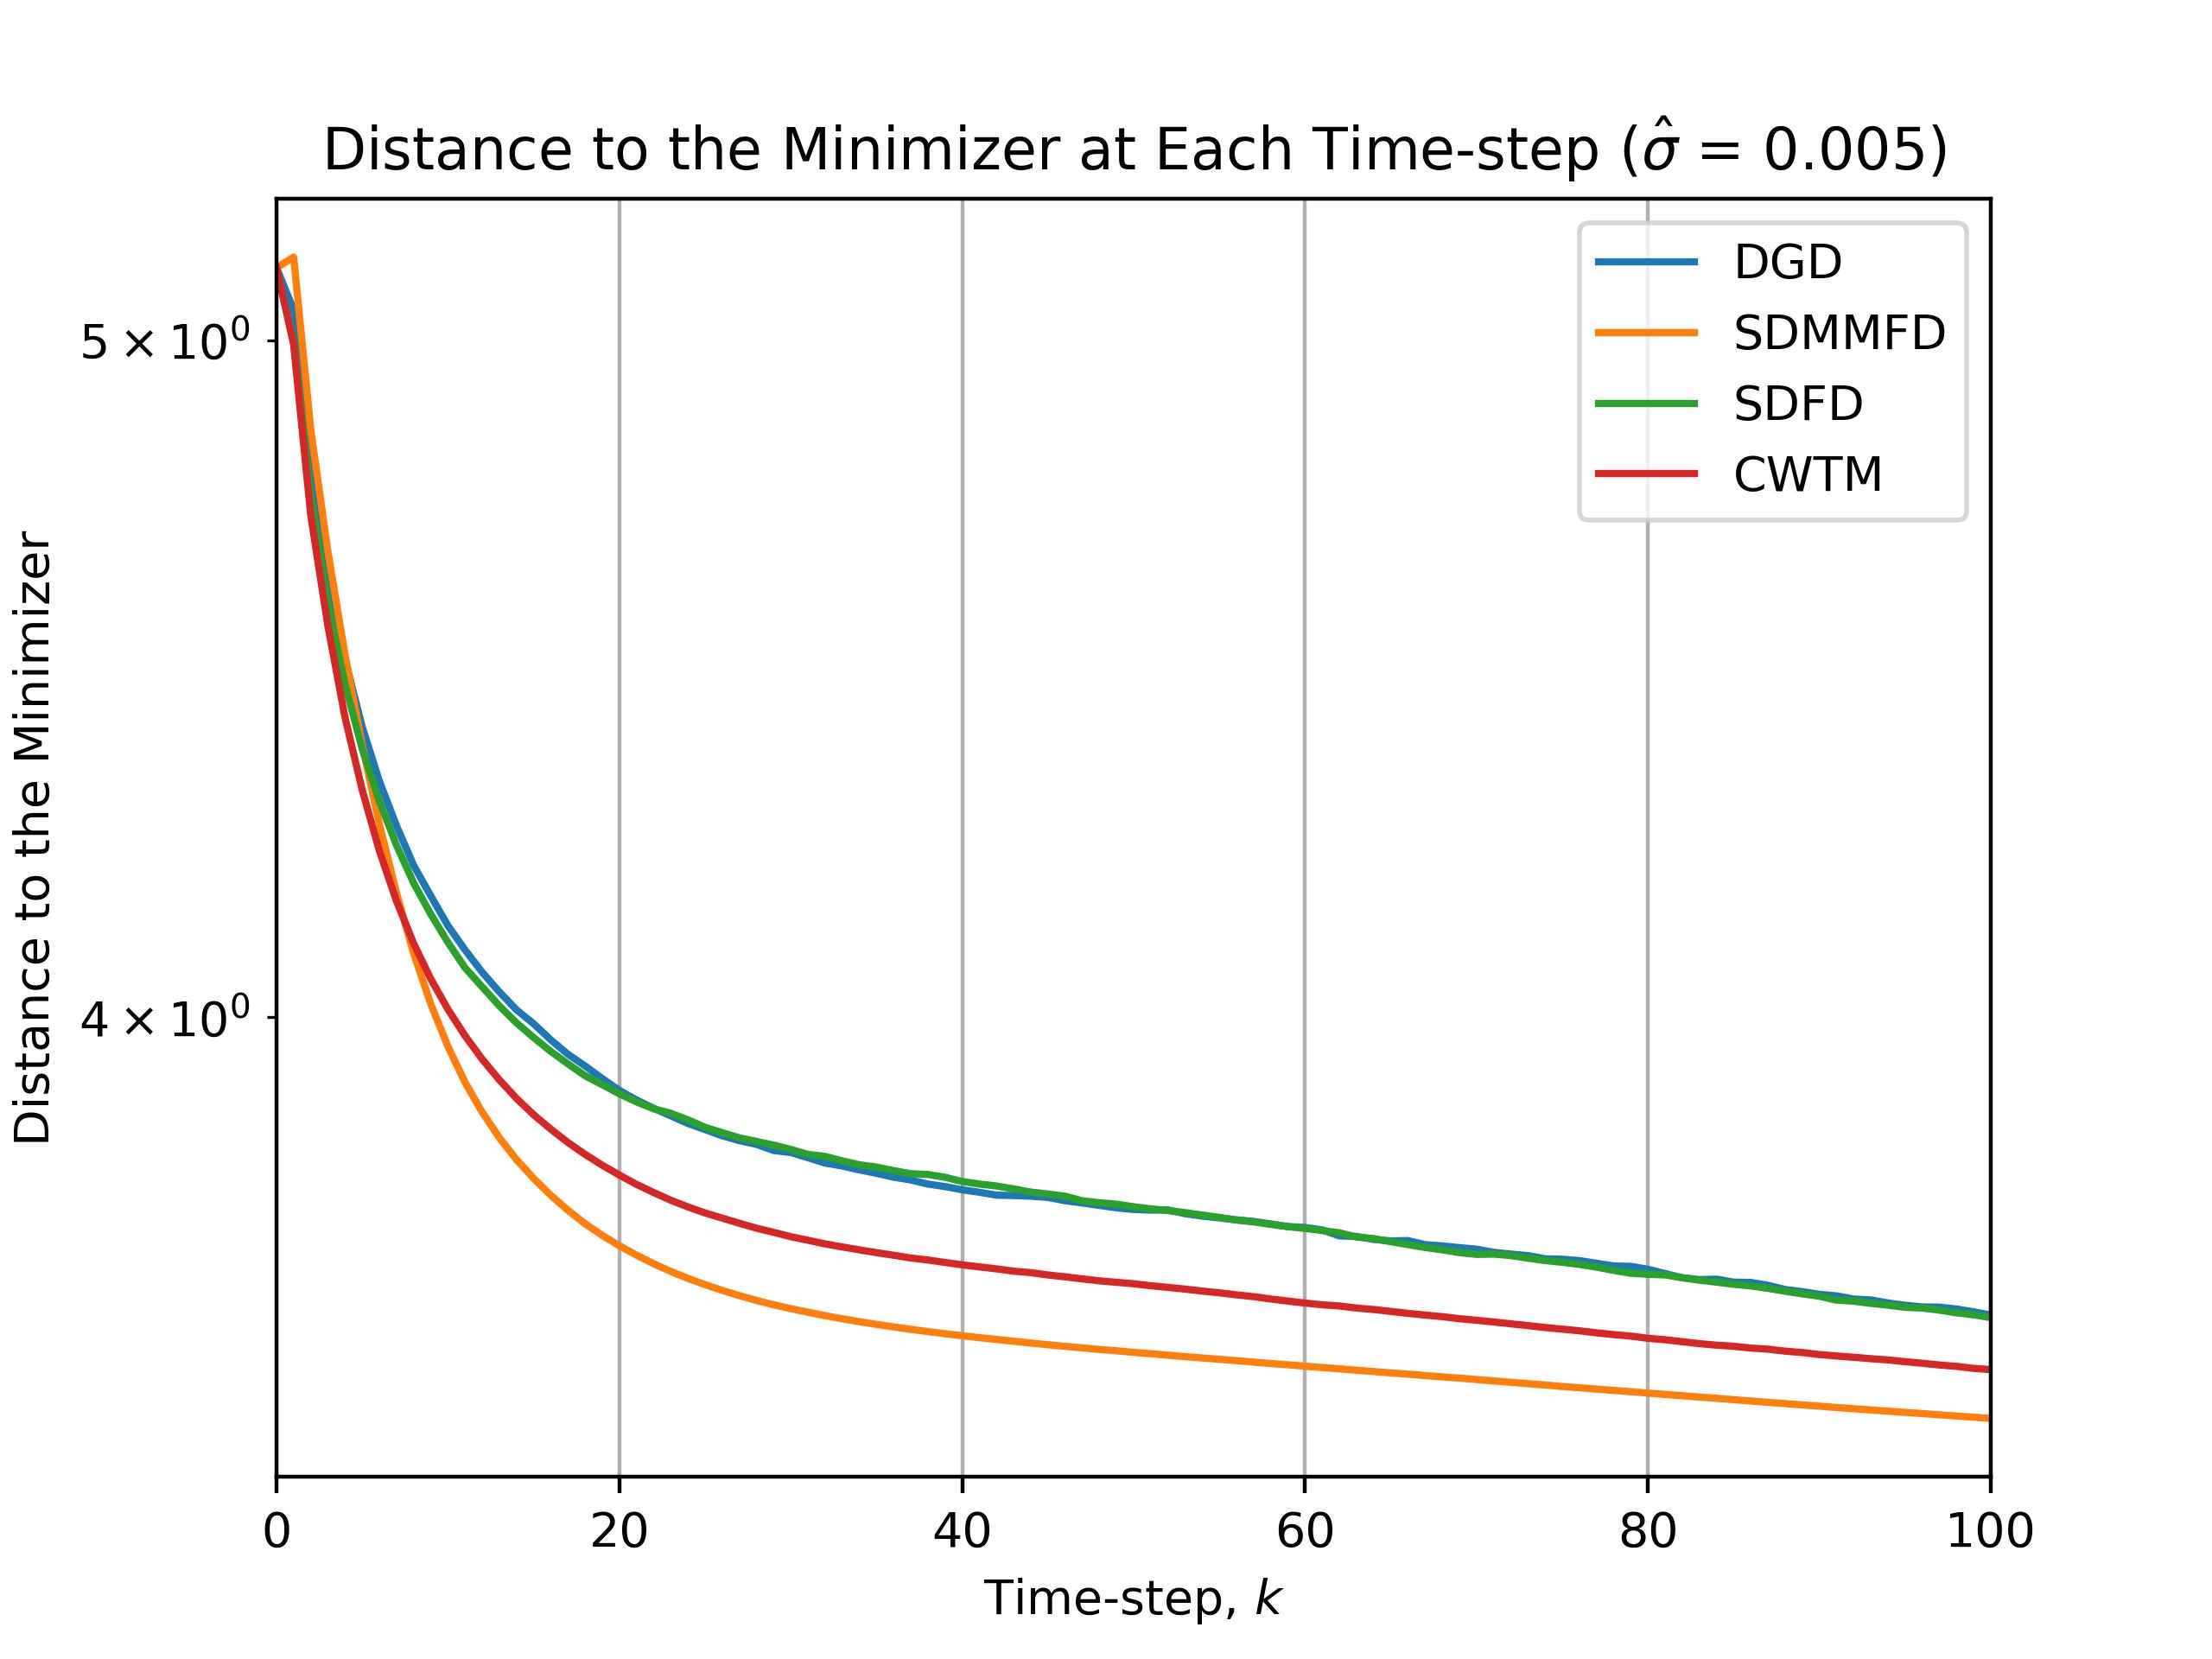 Distance to the Minimizer at Each Time-step (σ̂ = 0.005)
DGD
SDMMFD
SDFD
CWTM
Distance to the Minimizer
5 × 10⁰
4 × 10⁰
0 20 40 60 80 100
Time-step, k